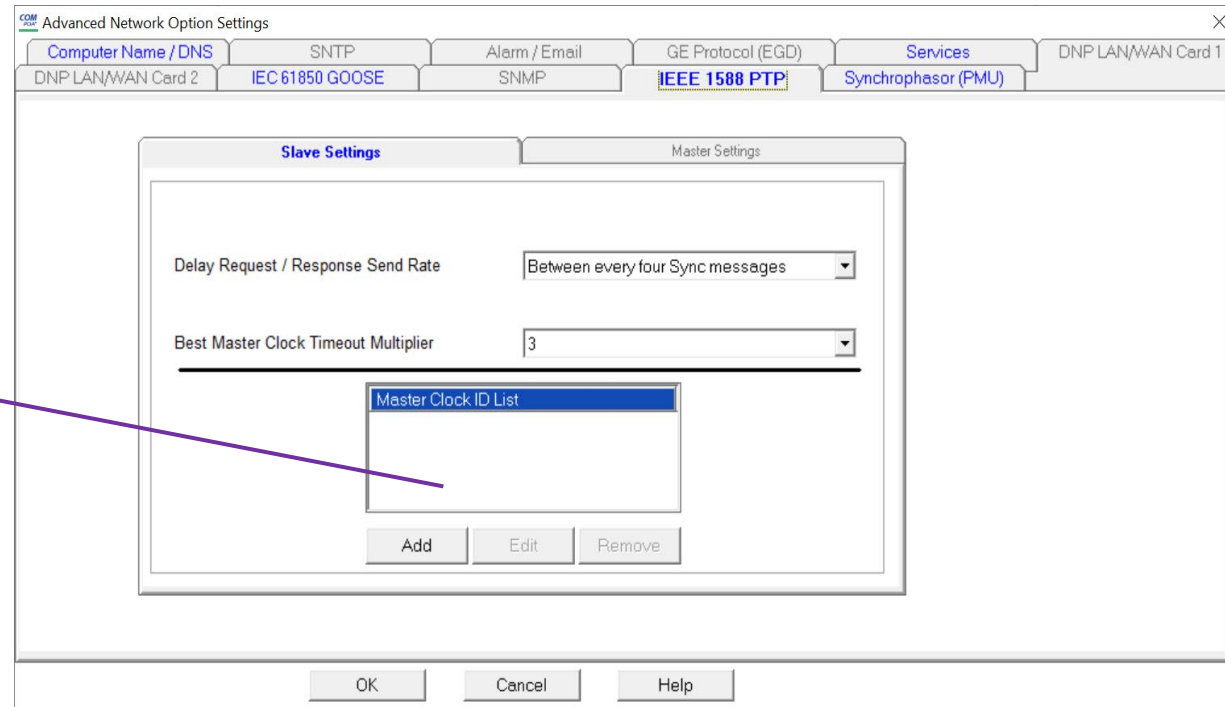 COM
PQA
Advanced Network Option Settings
Computer Name / DNS
SNTP
Alarm / Email
GE Protocol (EGD)
Services
DNP LAN/WAN Card 1
DNP LAN/WAN Card 2
IEC 61850 GOOSE
SNMP
IEEE 1588 PTP
Synchrophasor (PMU)
Slave Settings
Master Settings
Delay Request / Response Send Rate
Between every four Sync messages
Best Master Clock Timeout Multiplier
3
Master Clock ID List
Add
Edit
Remove
OK
Cancel
Help